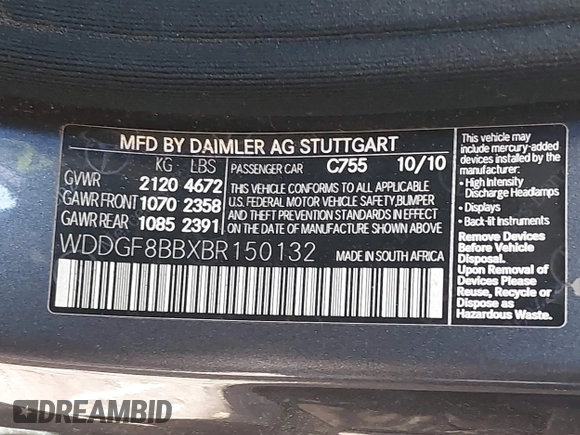 MFD BY DAIMLER AG STUTTGART
KG LBS PASSENGER CAR C755 10/10
GVWR 2120 4672
GAWR FRONT 1070 2358
GAWR REAR 1085 2391
THIS VEHICLE CONFORMS TO ALL APPLICABLE
U.S. FEDERAL MOTOR VEHICLE SAFETY,BUMPER
AND THEFT PREVENTION STANDARDS IN EFFECT
ON THE DATE OF MANUFACTURE SHOWN ABOVE.
WDDGF8BBXBR150132
MADE IN SOUTH AFRICA
This vehicle may
include mercury-added
devices installed by the
manufacturer:
• High Intensity
Discharge Headlamps
• Displays
• Back-lit Instruments
Remove Devices
Before Vehicle
Disposal.
Upon Removal of
Devices Please
Reuse, Recycle or
Dispose as
Hazardous Waste.
DREAMBID